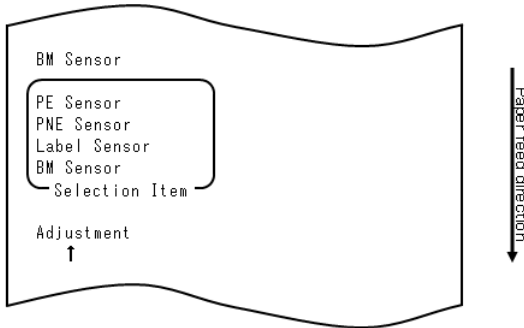 BM Sensor
PE Sensor
PNE Sensor
Label Sensor
BM Sensor
Selection Item
Adjustment
↑
Paper feed direction